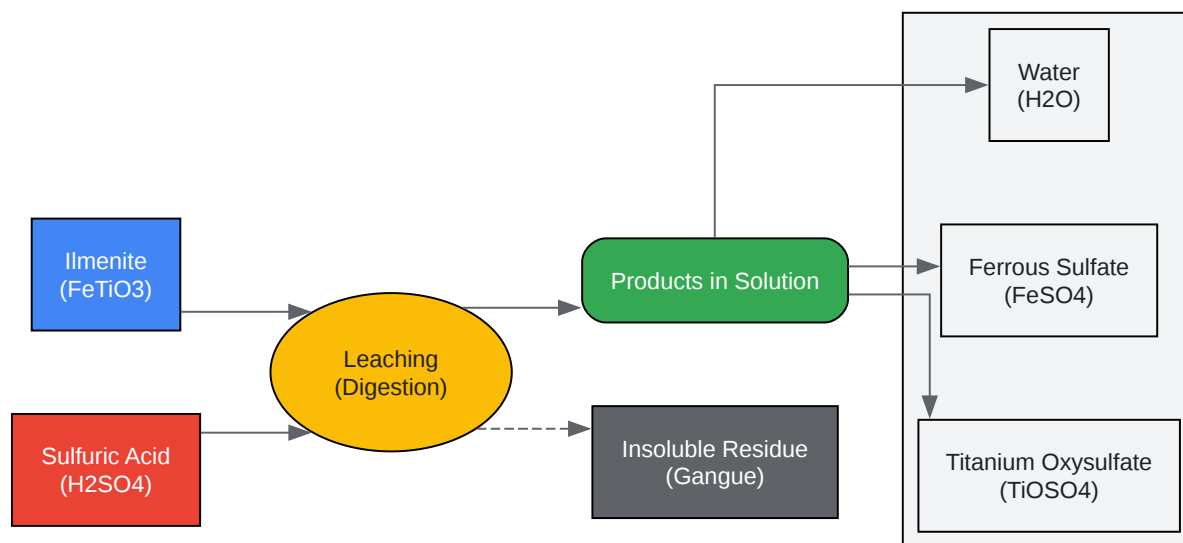 Water
(H2O)
Ilmenite
(FeTiO3)
Products in Solution
Ferrous Sulfate
(FeSO4)
Leaching
(Digestion)
Sulfuric Acid
(H2SO4)
Insoluble Residue
(Gangue)
Titanium Oxysulfate
(TiOSO4)